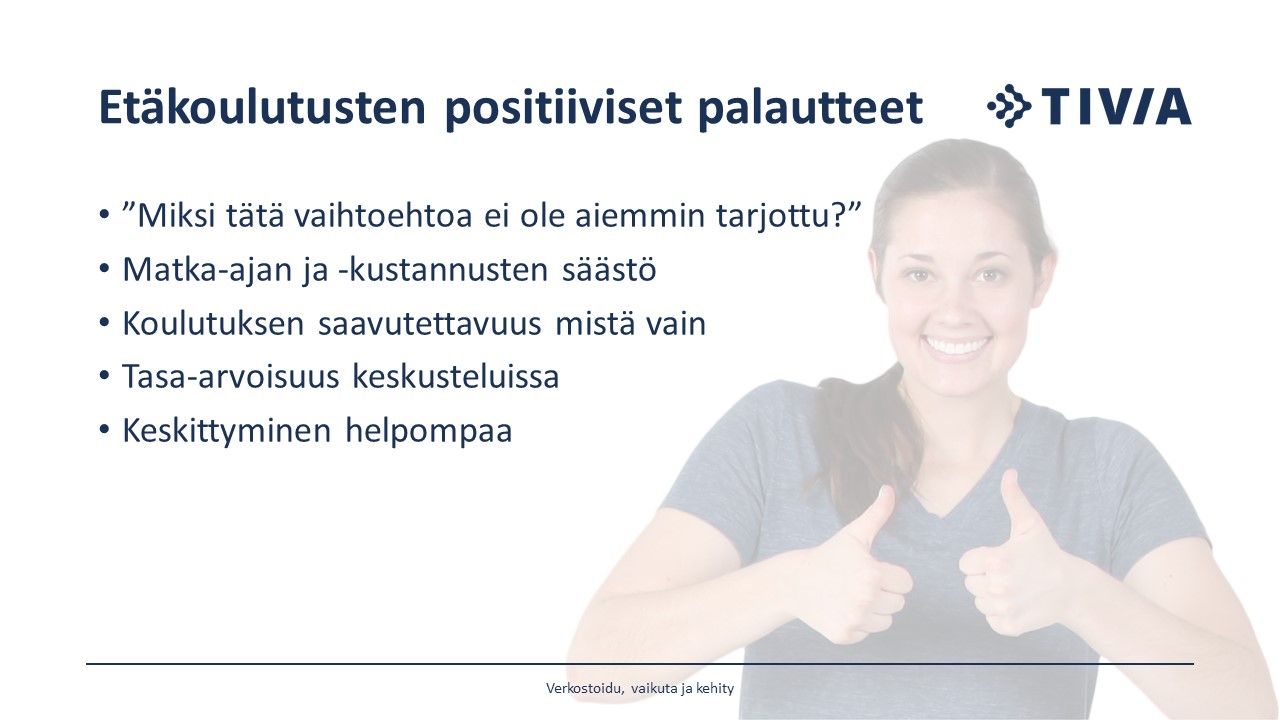 Etäkoulutusten positiiviset palautteet
TIVIA
• ”Miksi tätä vaihtoehtoa ei ole aiemmin tarjottu?”
• Matka-ajan ja -kustannusten säästö
• Koulutuksen saavutettavuus mistä vain
• Tasa-arvoisuus keskusteluissa
• Keskittyminen helpompaa
Verkostoidu, vaikuta ja kehity